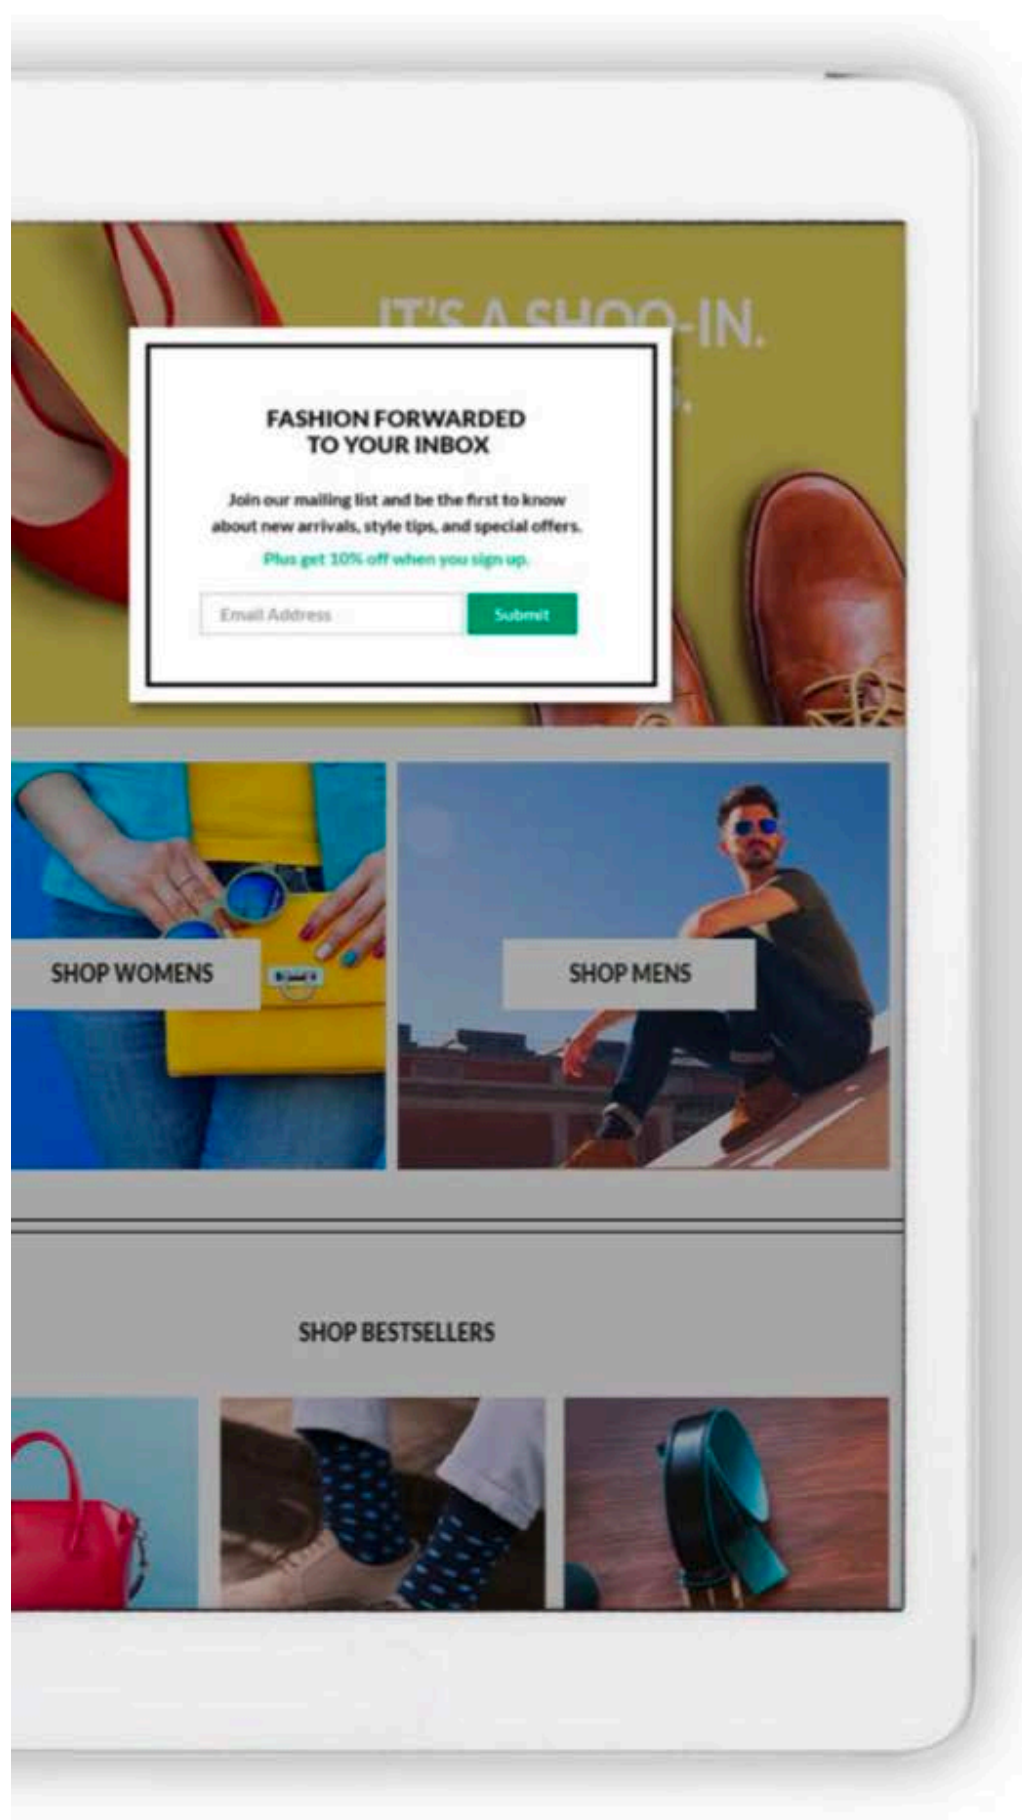 IT'S A SHOO-IN.
FASHION FORWARDED
TO YOUR INBOX
Join our mailing list and be the first to know
about new arrivals, style tips, and special offers.
Plus get 10% off when you sign up.
Email Address
Submit
SHOP WOMENS
SHOP MENS
SHOP BESTSELLERS